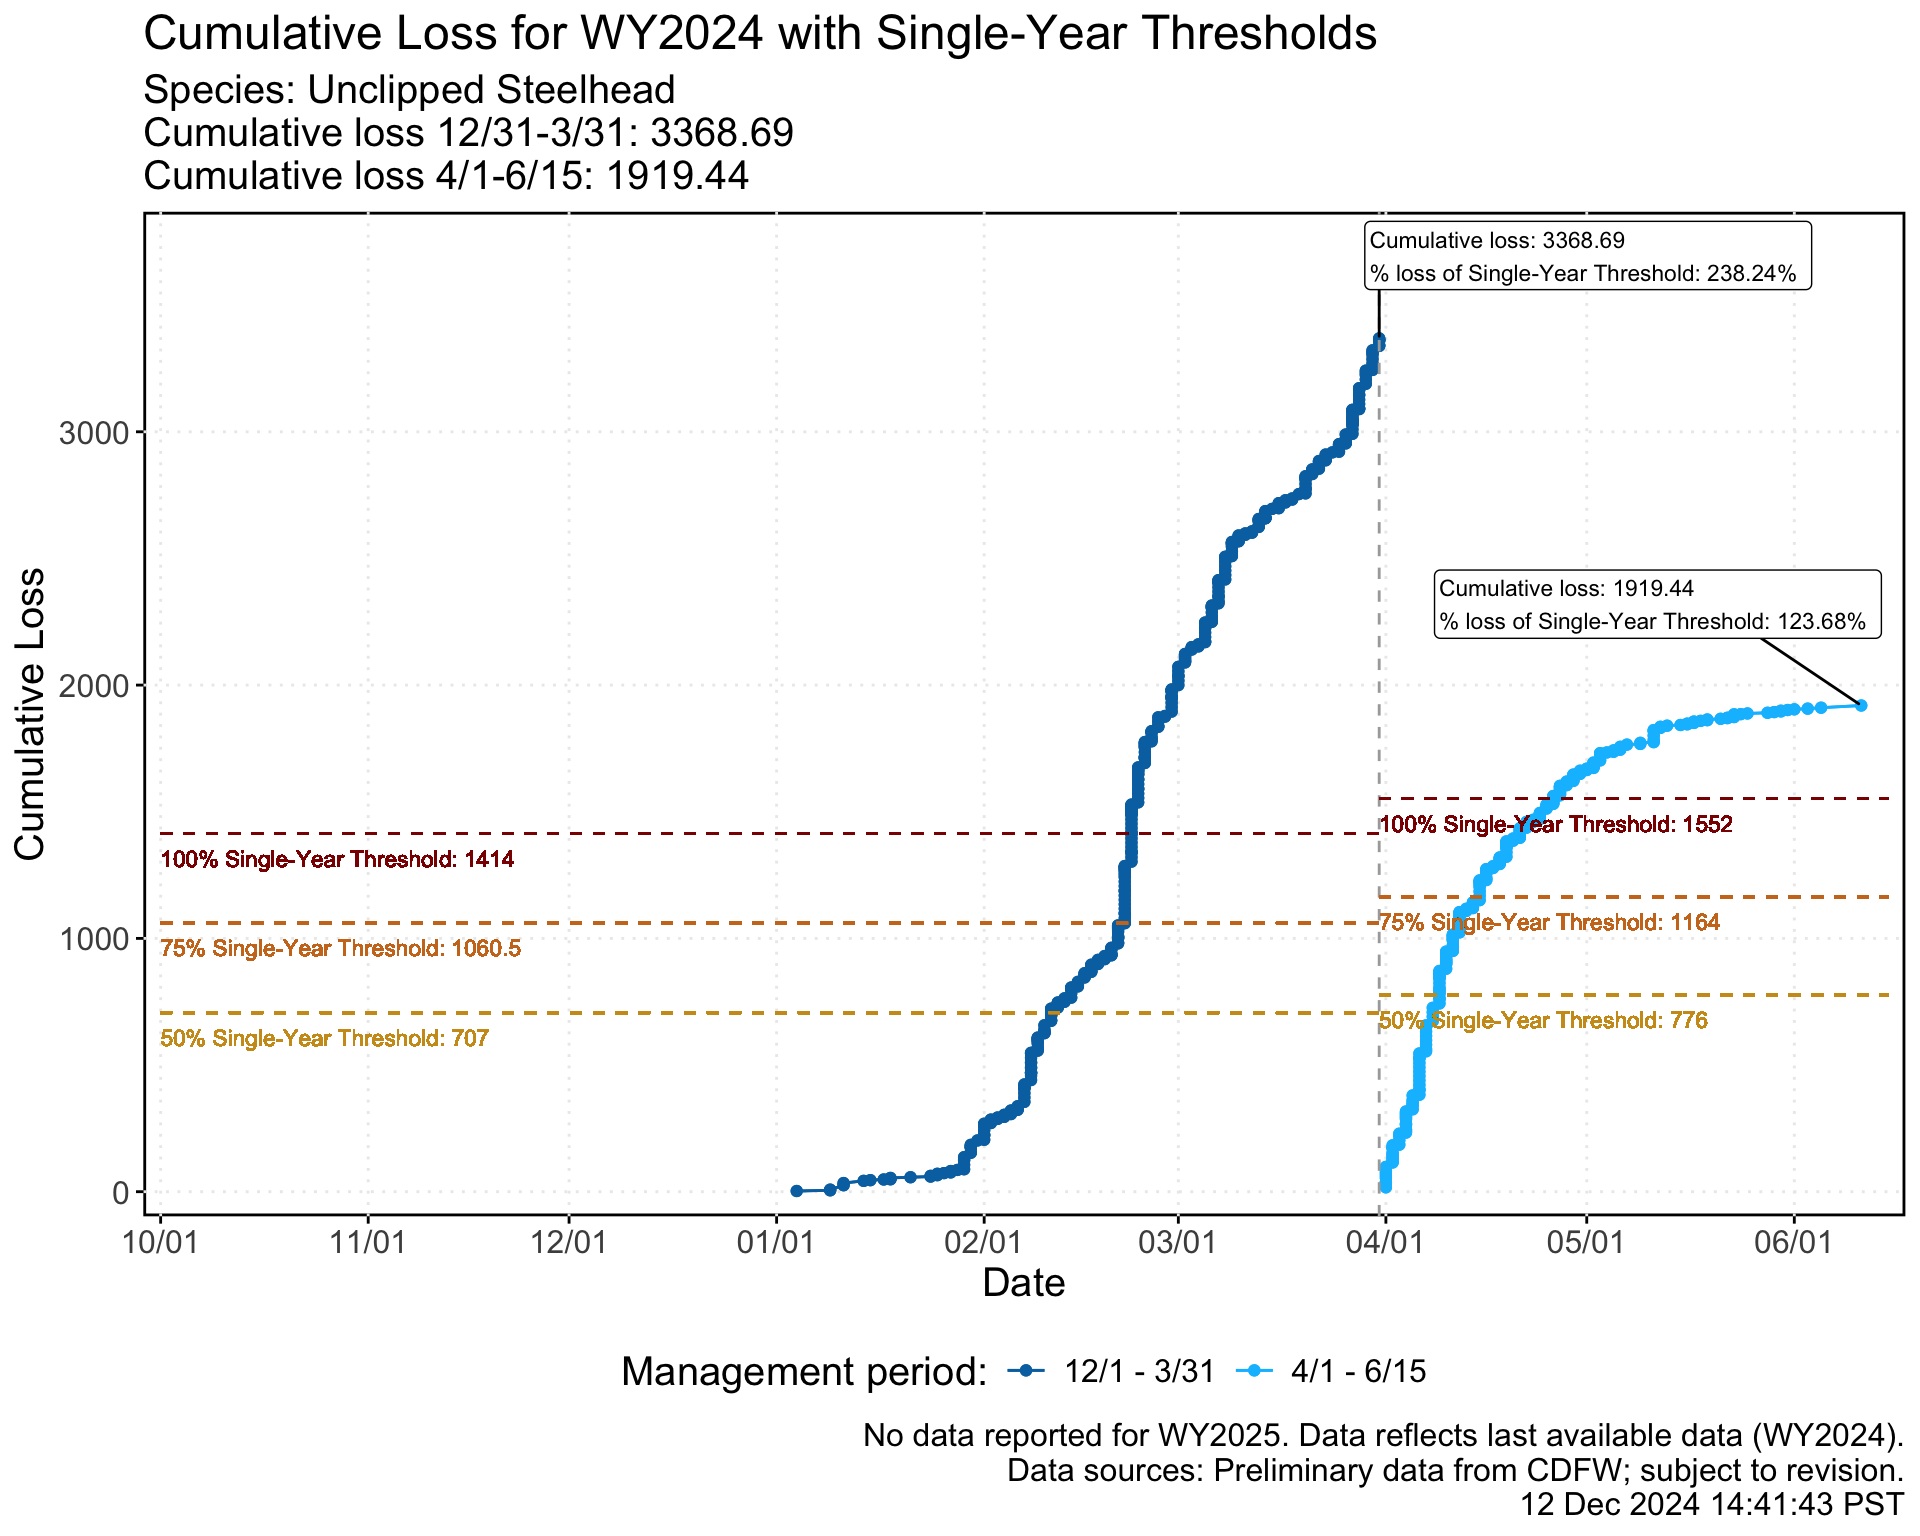 Cumulative Loss for WY2024 with Single-Year Thresholds
Species: Unclipped Steelhead
Cumulative loss 12/31-3/31: 3368.69
Cumulative loss 4/1-6/15: 1919.44
Cumulative loss: 3368.69
% loss of Single-Year Threshold: 238.24%
Cumulative loss: 1919.44
% loss of Single-Year Threshold: 123.68%
Cumulative Loss
3000
2000
1000
0
100% Single-Year Threshold: 1414
75% Single-Year Threshold: 1060.5
50% Single-Year Threshold: 707
100% Single-Year Threshold: 1552
75% Single-Year Threshold: 1164
50% Single-Year Threshold: 776
10/01 11/01 12/01 01/01 02/01 03/01 04/01 05/01 06/01
Date
Management period: 12/1 - 3/31 4/1 - 6/15
No data reported for WY2025. Data reflects last available data (WY2024).
Data sources: Preliminary data from CDFW; subject to revision.
12 Dec 2024 14:41:43 PST